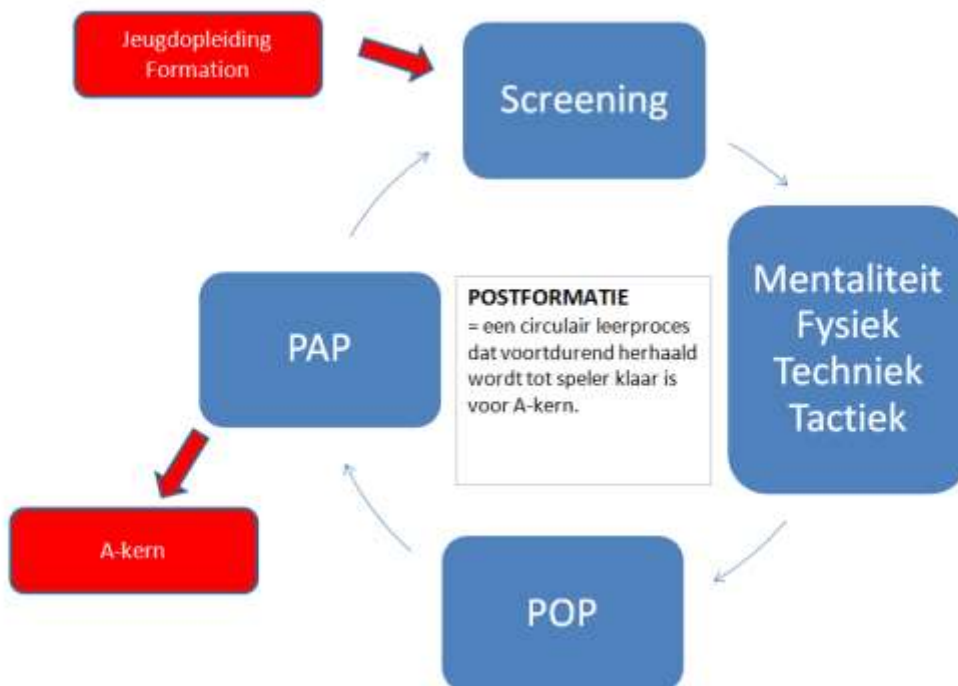 Jeugdopleiding
Formation
Screening
Mentaliteit
Fysiek
Techniek
Tactiek
POSTFORMATIE
= een circulair leerproces
dat voortdurend herhaald
wordt tot speler klaar is
voor A-kern.
PAP
A-kern
POP